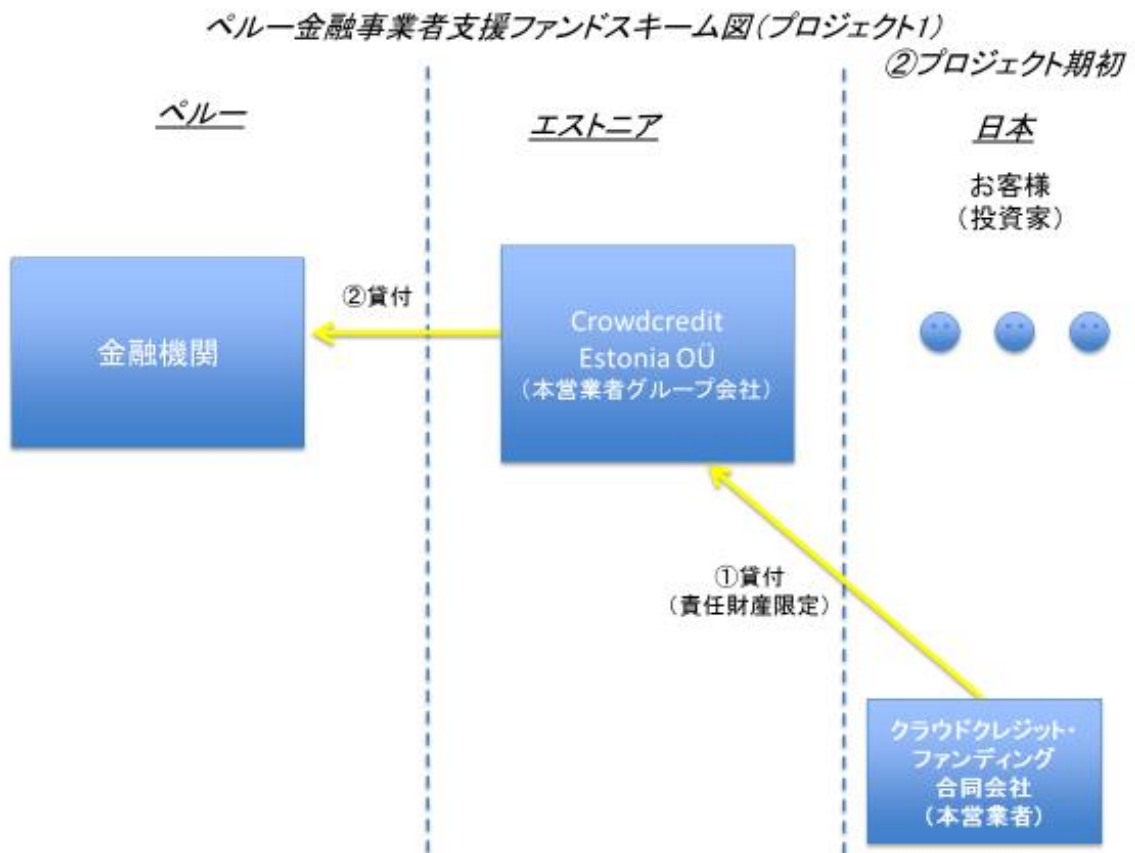 ペルー金融事業者支援ファンドスキーム図(プロジェクト1)
②プロジェクト期初
ペルー
エストニア
日本
お客様
(投資家)
金融機関
②貸付
Crowdcredit
Estonia OÜ
(本営業者グループ会社)
①貸付
(責任財産限定)
クラウドクレジット・
ファンディング
合同会社
(本営業者)